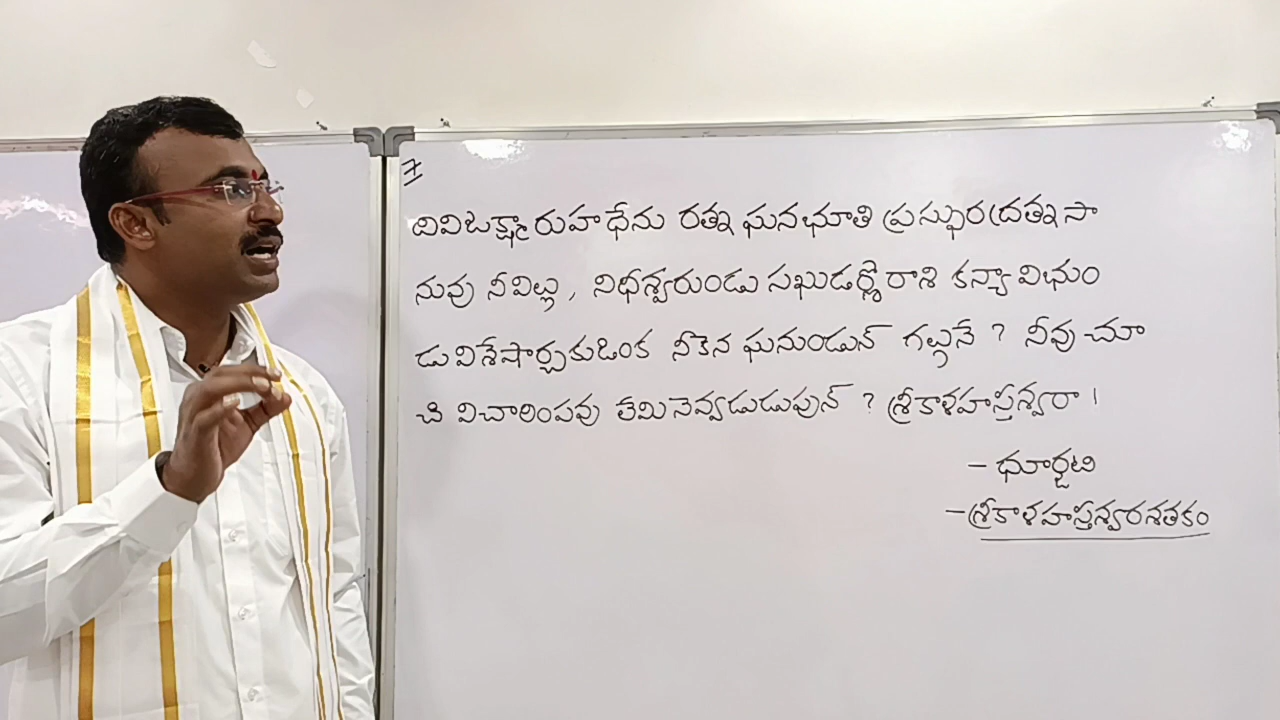 7
దివిజక్ష్మారుహ ధేను రత్న ఘనభూతి ప్రస్ఫురద్రత్నసా
నువు నీవిల్లు, నిధీశ్వరుండు సఖుడర్ణోరాశి కన్యావిభుం
డు విశేషార్చకుడింక నీకెన ఘనుండున్ గల్గునే? నీవు చూ
చి విచారింపవు లేమినెవ్వడుడుపున్? శ్రీకాళహస్తీశ్వరా!
- ధూర్జటి
- శ్రీకాళహస్తీశ్వరశతకం